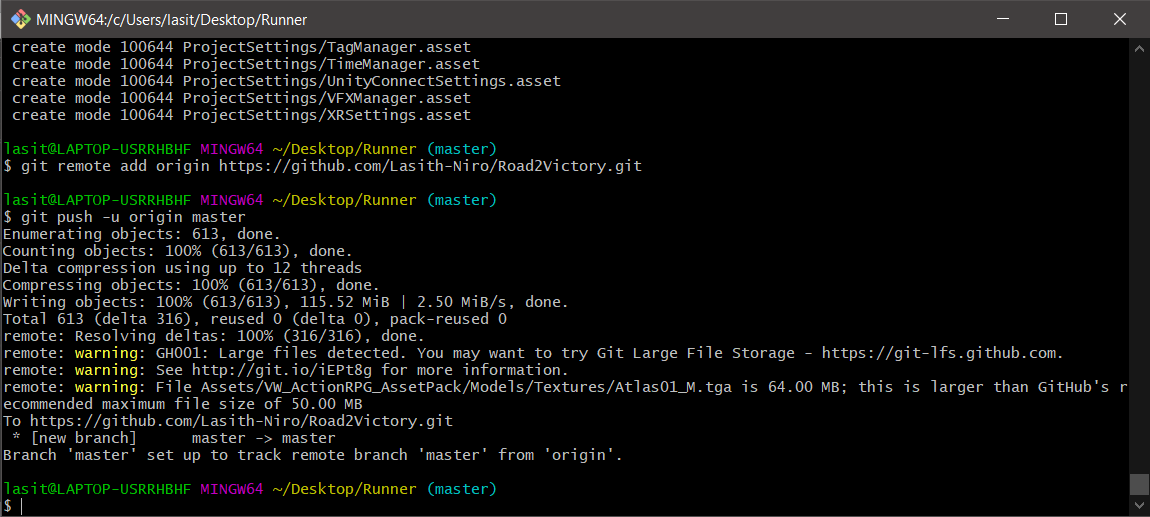 MINGW64:/c/Users/lasit/Desktop/Runner
create mode 100644 ProjectSettings/TagManager.asset
create mode 100644 ProjectSettings/TimeManager.asset
create mode 100644 ProjectSettings/UnityConnectSettings.asset
create mode 100644 ProjectSettings/VFXManager.asset
create mode 100644 ProjectSettings/XRSettings.asset
lasit@LAPTOP-USRRHBHF MINGW64 ~/Desktop/Runner (master)
$ git remote add origin https://github.com/Lasith-Niro/Road2Victory.git
lasit@LAPTOP-USRRHBHF MINGW64 ~/Desktop/Runner (master)
$ git push -u origin master
Enumerating objects: 613, done.
Counting objects: 100% (613/613), done.
Delta compression using up to 12 threads
Compressing objects: 100% (613/613), done.
Writing objects: 100% (613/613), 115.52 MiB | 2.50 MiB/s, done.
Total 613 (delta 316), reused 0 (delta 0), pack-reused 0
remote: Resolving deltas: 100% (316/316), done.
remote: warning: GH001: Large files detected. You may want to try Git Large File Storage - https://git-lfs.github.com.
remote: warning: See http://git.io/iEPt8g for more information.
remote: warning: File Assets/VW_ActionRPG_AssetPack/Models/Textures/Atlas01_M.tga is 64.00 MB; this is larger than GitHub's r
ecommended maximum file size of 50.00 MB
To https://github.com/Lasith-Niro/Road2Victory.git
* [new branch]      master -> master
Branch 'master' set up to track remote branch 'master' from 'origin'.
lasit@LAPTOP-USRRHBHF MINGW64 ~/Desktop/Runner (master)
$